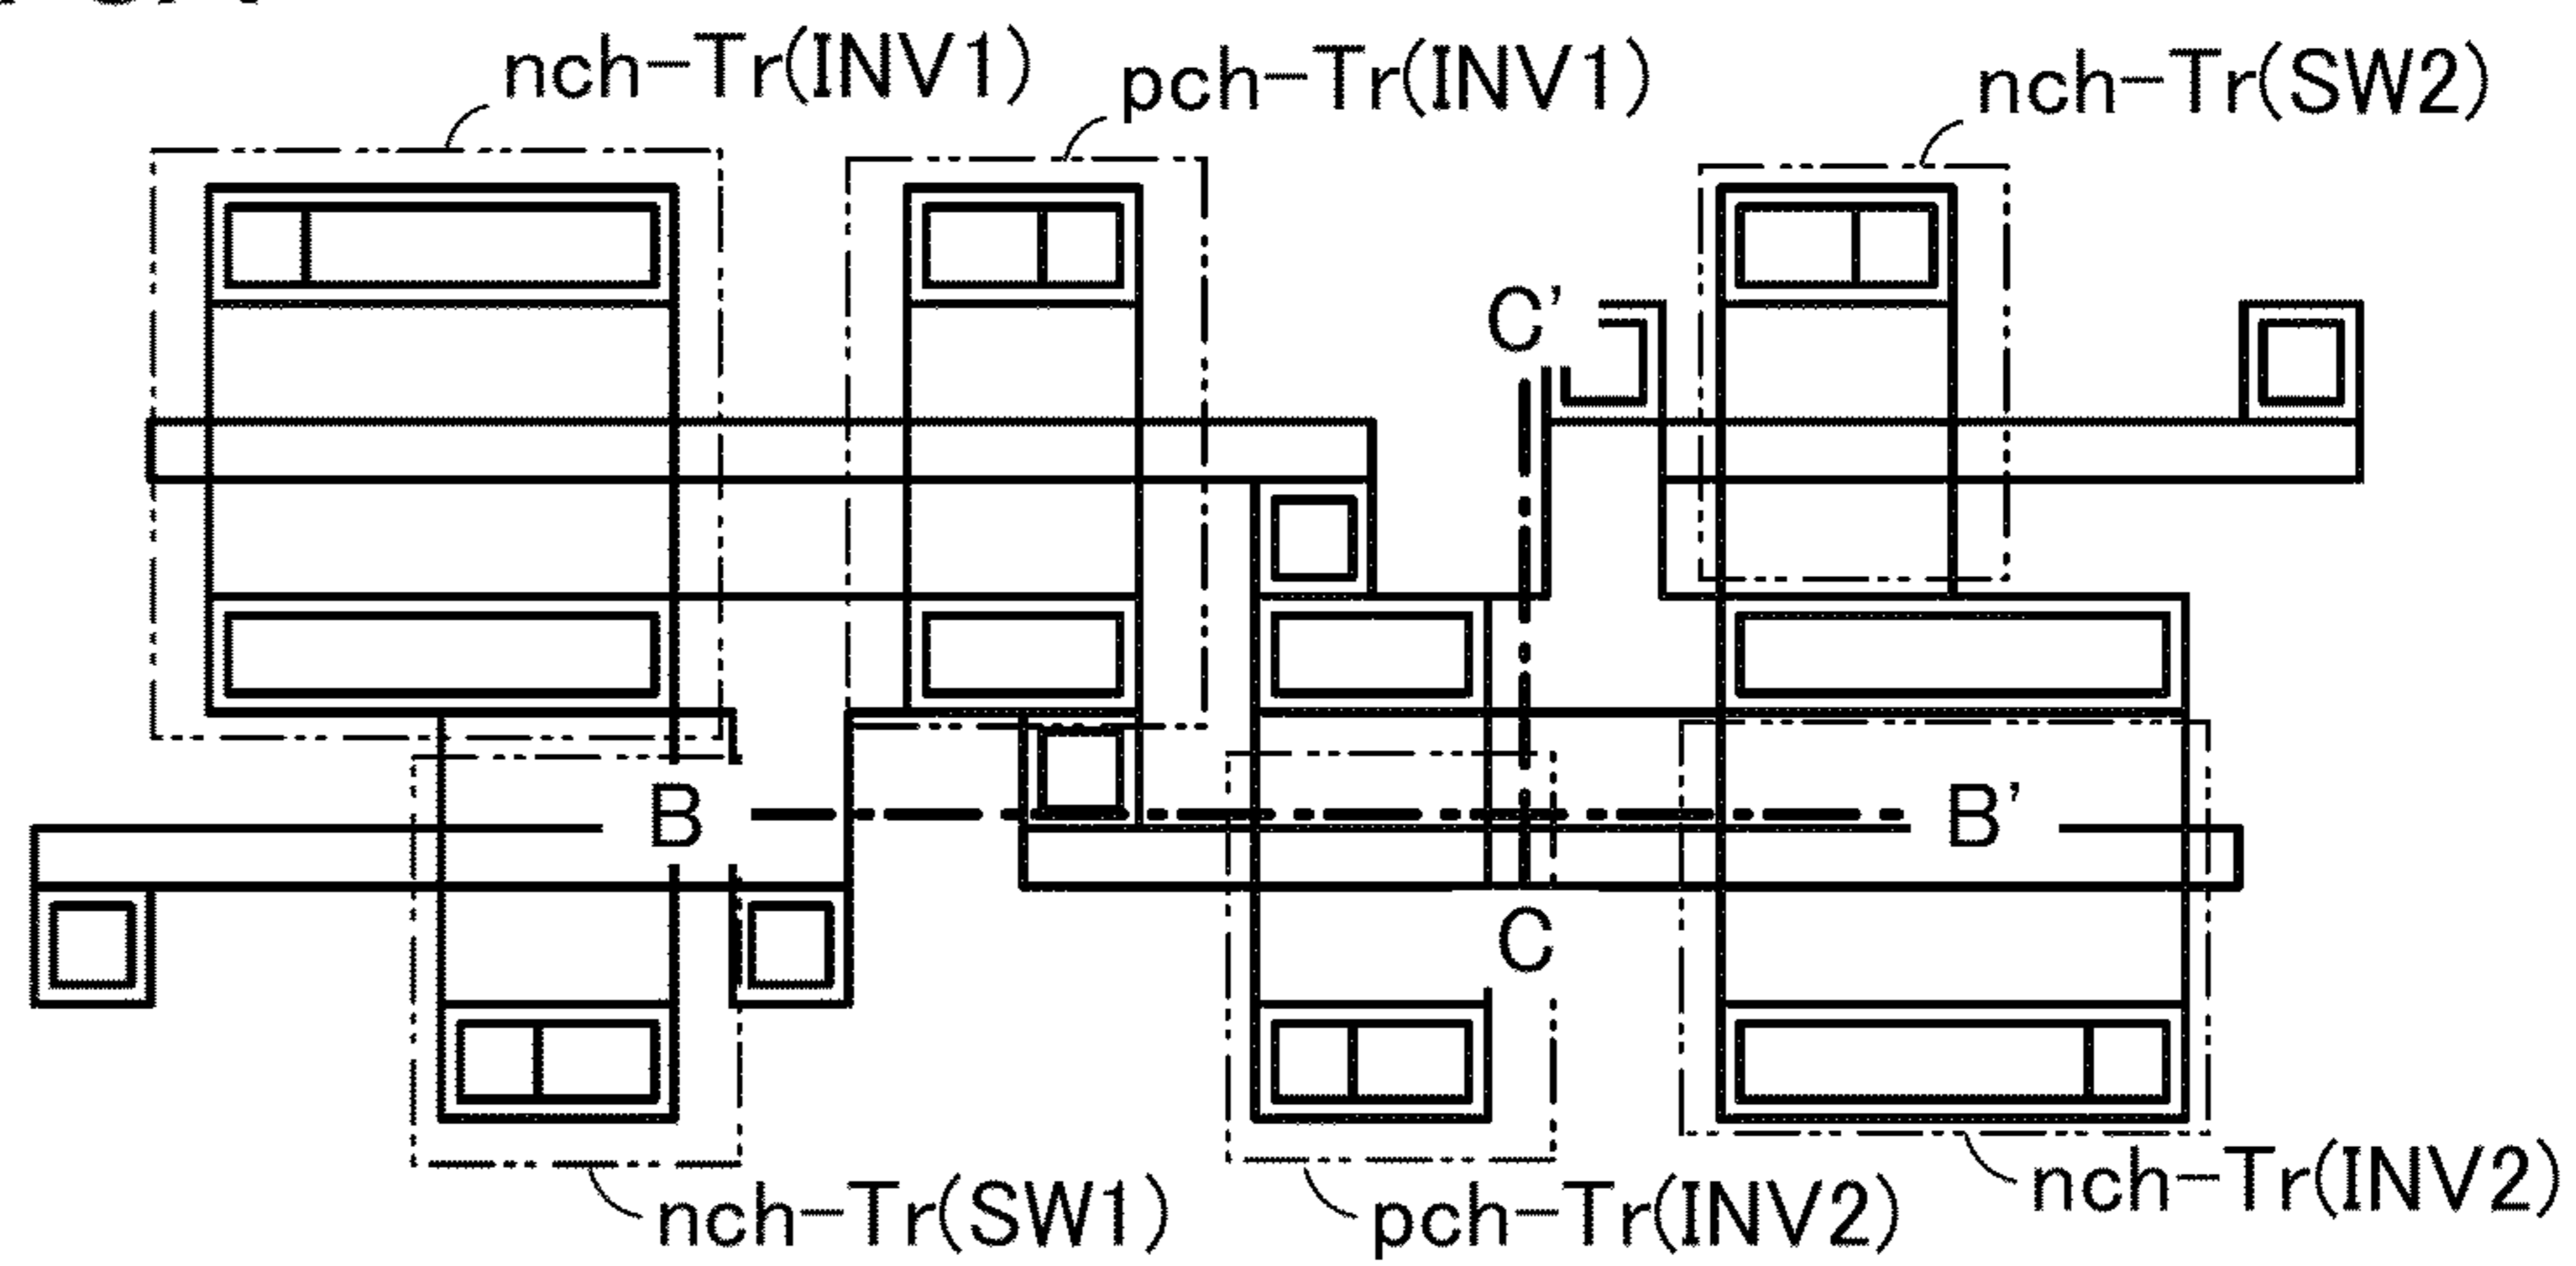 nch-Tr(INV1)
pch-Tr(INV1)
nch-Tr(SW2)
C'
B
B'
C
nch-Tr(SW1)
pch-Tr(INV2)
nch-Tr(INV2)